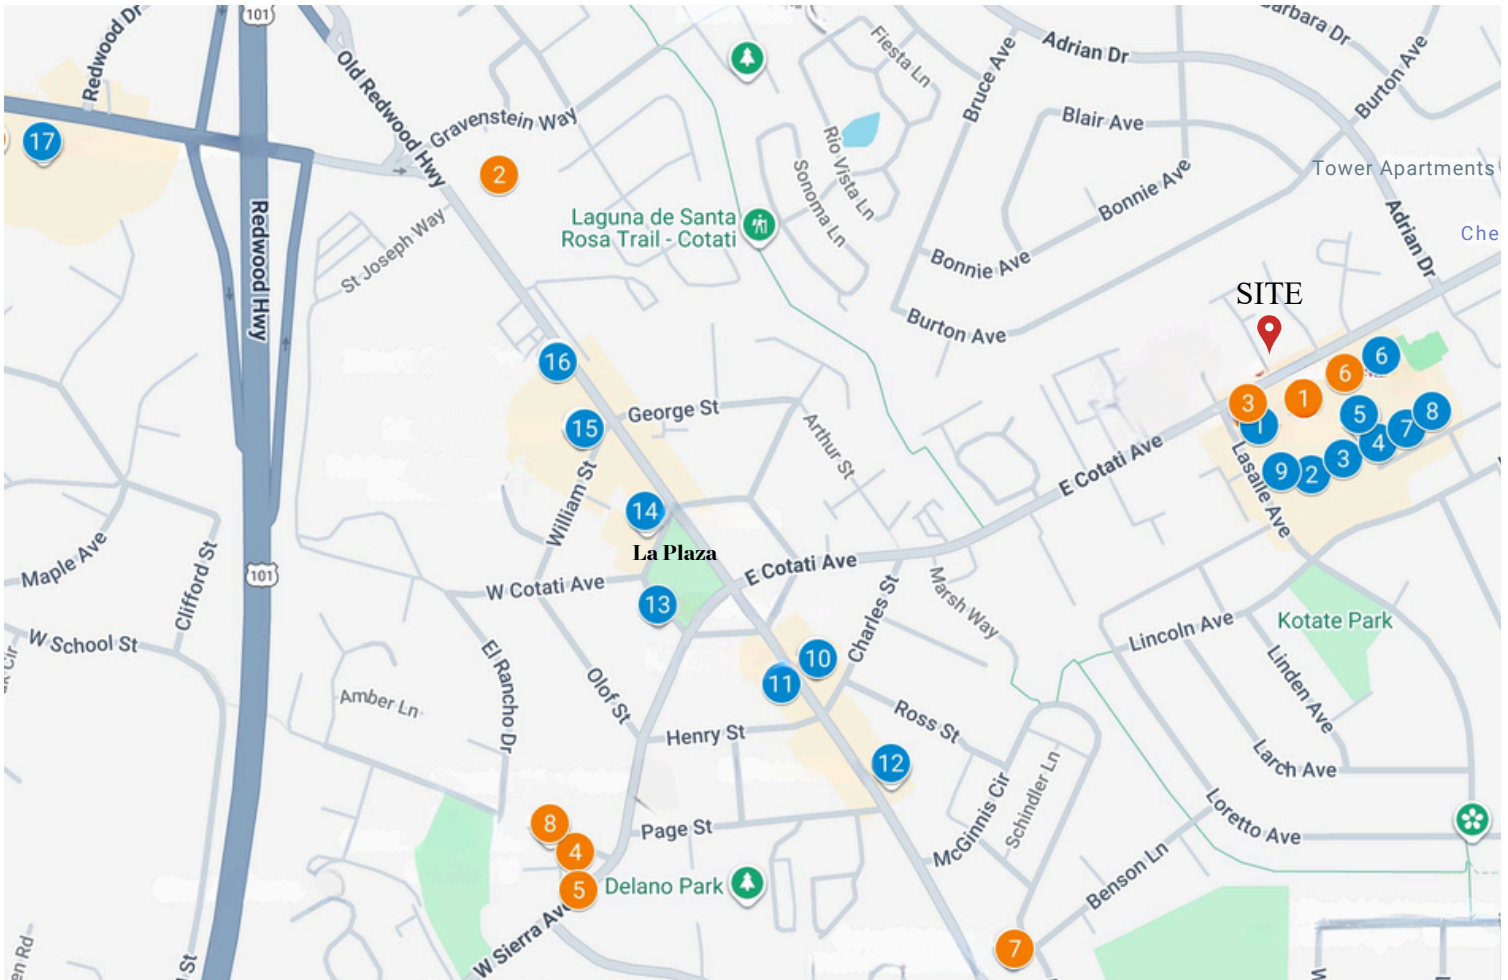 101
Redwood Dr
Old Redwood Hwy
Gravenstein Way
17
2
Redwood Hwy
St Joseph Way
Laguna de Santa
Rosa Trail - Cotati
Fiesta Ln
Rio Vista Ln
Sonoma Ln
Bruce Ave
Adrian Dr
Burton Ave
Blair Ave
Bonnie Ave
Bonnie Ave
Tower Apartments
Adrian Dr
Che
Burton Ave
SITE
16
15
George St
Arthur St
William St
14
La Plaza
E Cotati Ave
E Cotati Ave
3
1
1
6
6
5
8
7
4
3
2
9
Lasalle Ave
Maple Ave
Clifford St
101
W School St
W Cotati Ave
13
El Rancho Dr
Olof St
Amber Ln
10
11
Charles St
Marsh Way
Henry St
Ross St
12
Lincoln Ave
Kotate Park
Linden Ave
Larch Ave
Loretto Ave
McGinnis Cir
Schindler Ln
Benson Ln
8
4
5
Page St
Delano Park
W Sierra Ave
7
en Rd
St